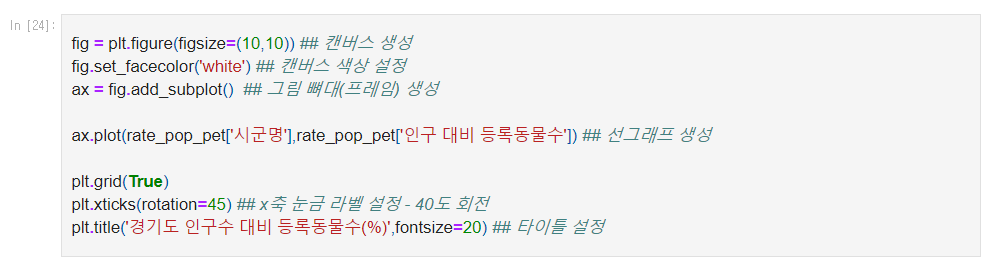 In [24]:
fig = plt.figure(figsize=(10,10)) ## 캔버스 생성
fig.set_facecolor('white') ## 캔버스 색상 설정
ax = fig.add_subplot() ## 그림 뼈대(프레임) 생성
ax.plot(rate_pop_pet['시군명'],rate_pop_pet['인구 대비 등록동물수']) ## 선그래프 생성
plt.grid(True)
plt.xticks(rotation=45) ## x축 눈금 라벨 설정 - 40도 회전
plt.title('경기도 인구수 대비 등록동물수(%)',fontsize=20) ## 타이틀 설정